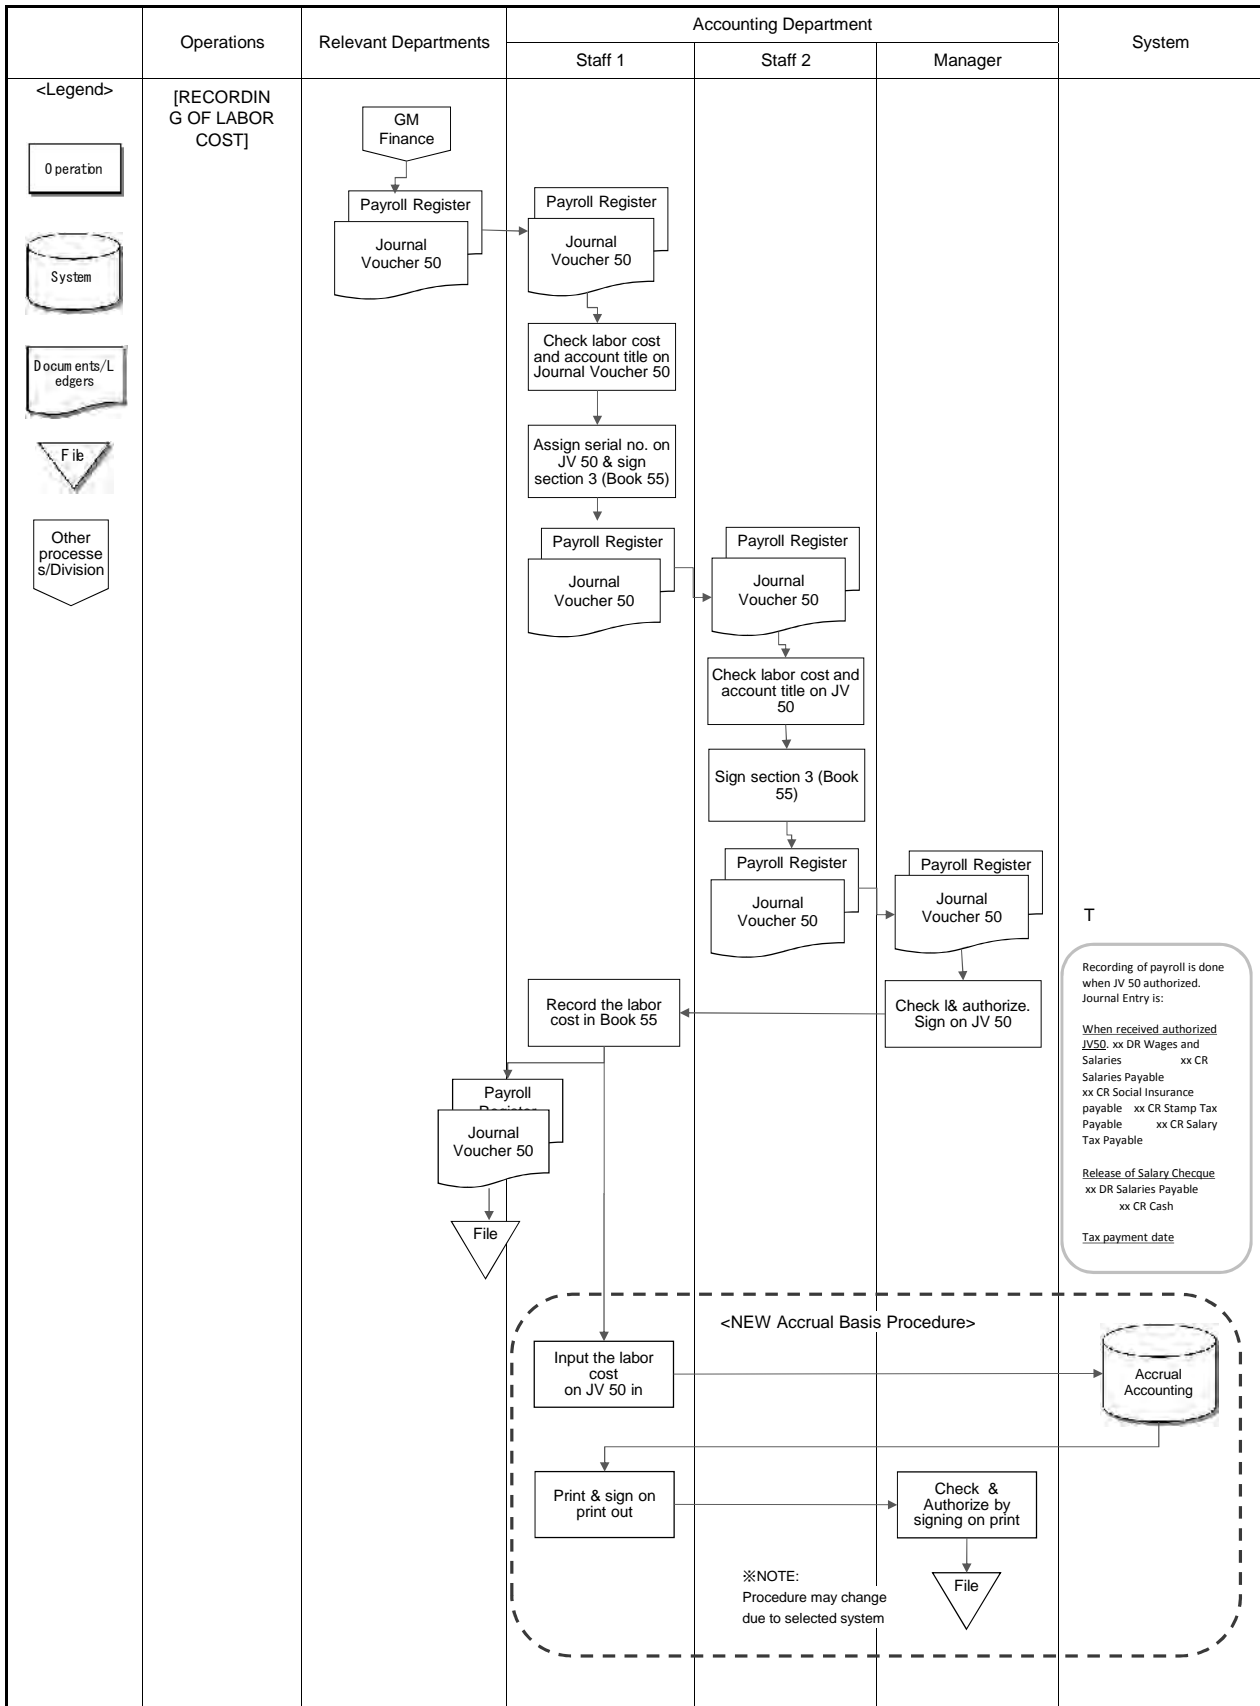 Operations
Relevant Departments
Accounting Department
Staff 1
Staff 2
Manager
System
<Legend>
Operation
System
Documents/L
edgers
File
Other
processe
s/Division
[RECORDIN
G OF LABOR
COST]
GM
Finance
Payroll Register
Journal
Voucher 50
Payroll Register
Journal
Voucher 50
Check labor cost
and account title on
Journal Voucher 50
Assign serial no. on
JV 50 & sign
section 3 (Book 55)
Payroll Register
Journal
Voucher 50
Payroll Register
Journal
Voucher 50
Check labor cost and
account title on JV
50
Sign section 3 (Book
55)
Payroll Register
Journal
Voucher 50
Payroll Register
Journal
Voucher 50
T
Check l& authorize.
Sign on JV 50
Record the labor
cost in Book 55
Payroll
Register
Journal
Voucher 50
File
Recording of payroll is done
when JV 50 authorized.
Journal Entry is:
When received authorized
JV50. xx DR Wages and
Salaries xx CR
Salaries Payable
xx CR Social Insurance
payable xx CR Stamp Tax
Payable xx CR Salary
Tax Payable
Release of Salary Checque
xx DR Salaries Payable
xx CR Cash
Tax payment date
<NEW Accrual Basis Procedure>
Input the labor
cost
on JV 50 in
Accrual
Accounting
Print & sign on
print out
Check &
Authorize by
signing on print
File
※NOTE:
Procedure may change
due to selected system